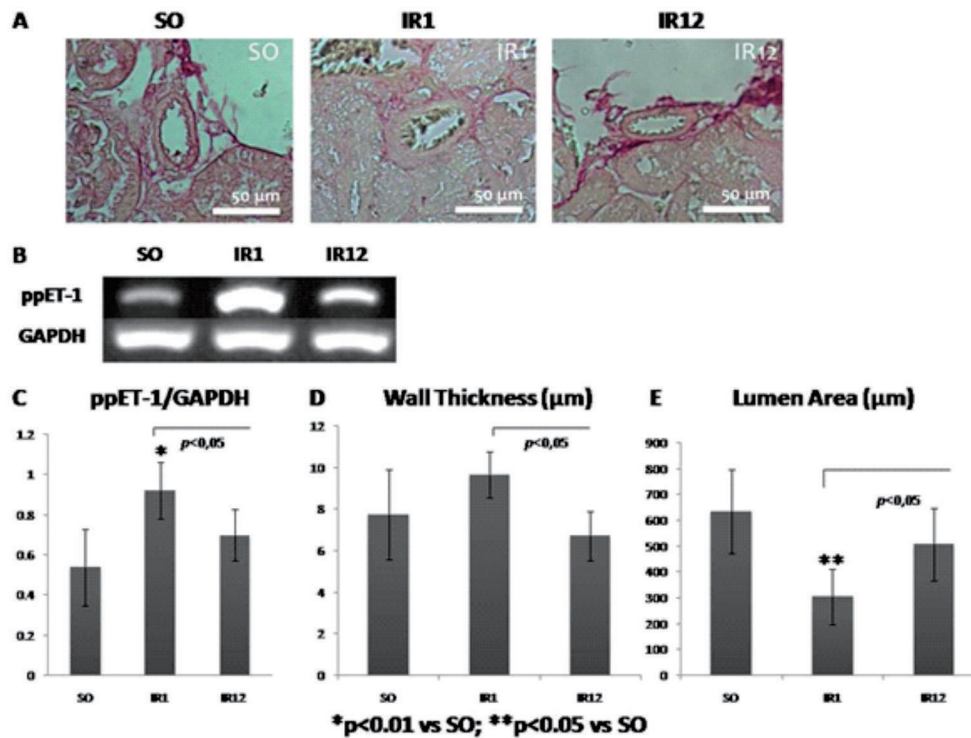 A SO IR1 IR12
SO IR1 IR12
50 µm 50 µm 50 µm
B SO IR1 IR12
ppET-1
GAPDH
C ppET-1/GAPDH
p<0,05
*
1.2
1
0.8
0.6
0.4
0.2
0
SO IR1 IR12
D Wall Thickness (µm)
p<0,05
12
10
8
6
4
2
0
SO IR1 IR12
E Lumen Area (µm)
900
800
700
600
500
400
300
200
100
0
p<0,05
**
SO IR1 IR12
*p<0.01 vs SO; **p<0.05 vs SO